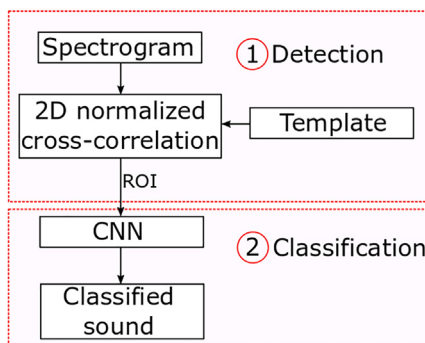 Spectrogram
1 Detection
2D normalized
cross-correlation
Template
ROI
CNN
2 Classification
Classified
sound